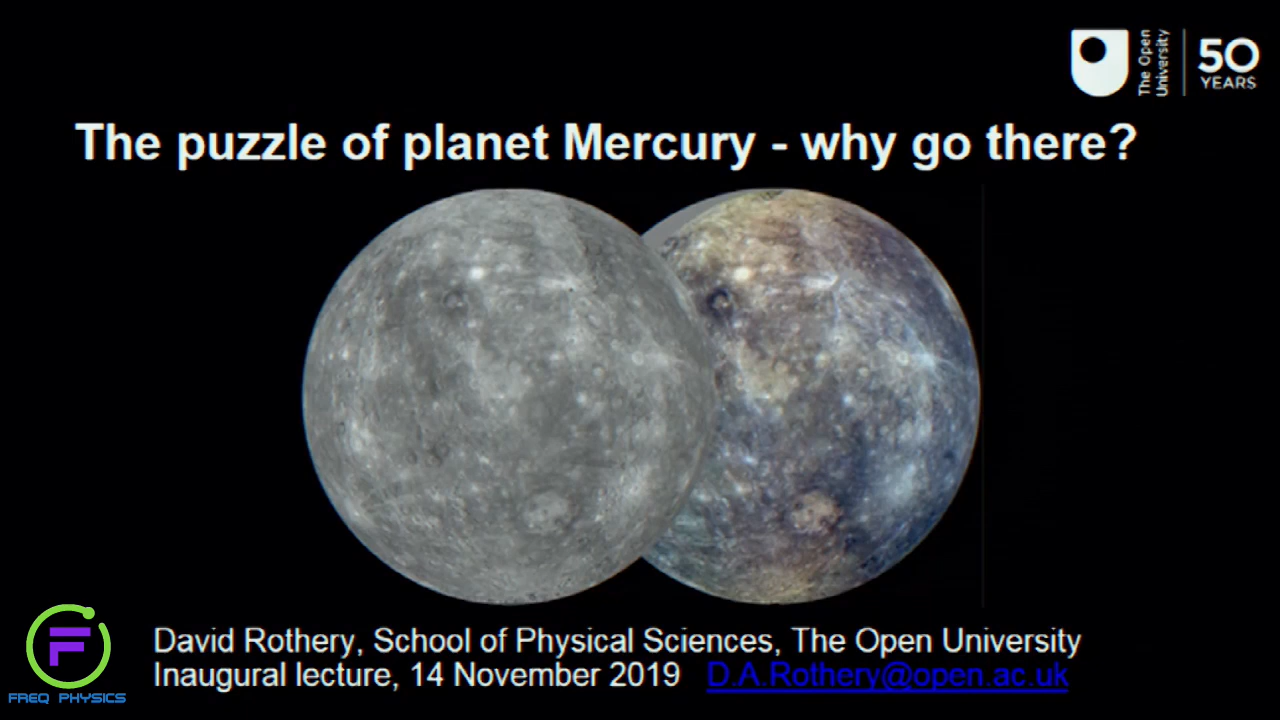 The Open
University
50
YEARS
The puzzle of planet Mercury - why go there?
David Rothery, School of Physical Sciences, The Open University
Inaugural lecture, 14 November 2019 D.A.Rothery@open.ac.uk
F
FREQ PHYSICS